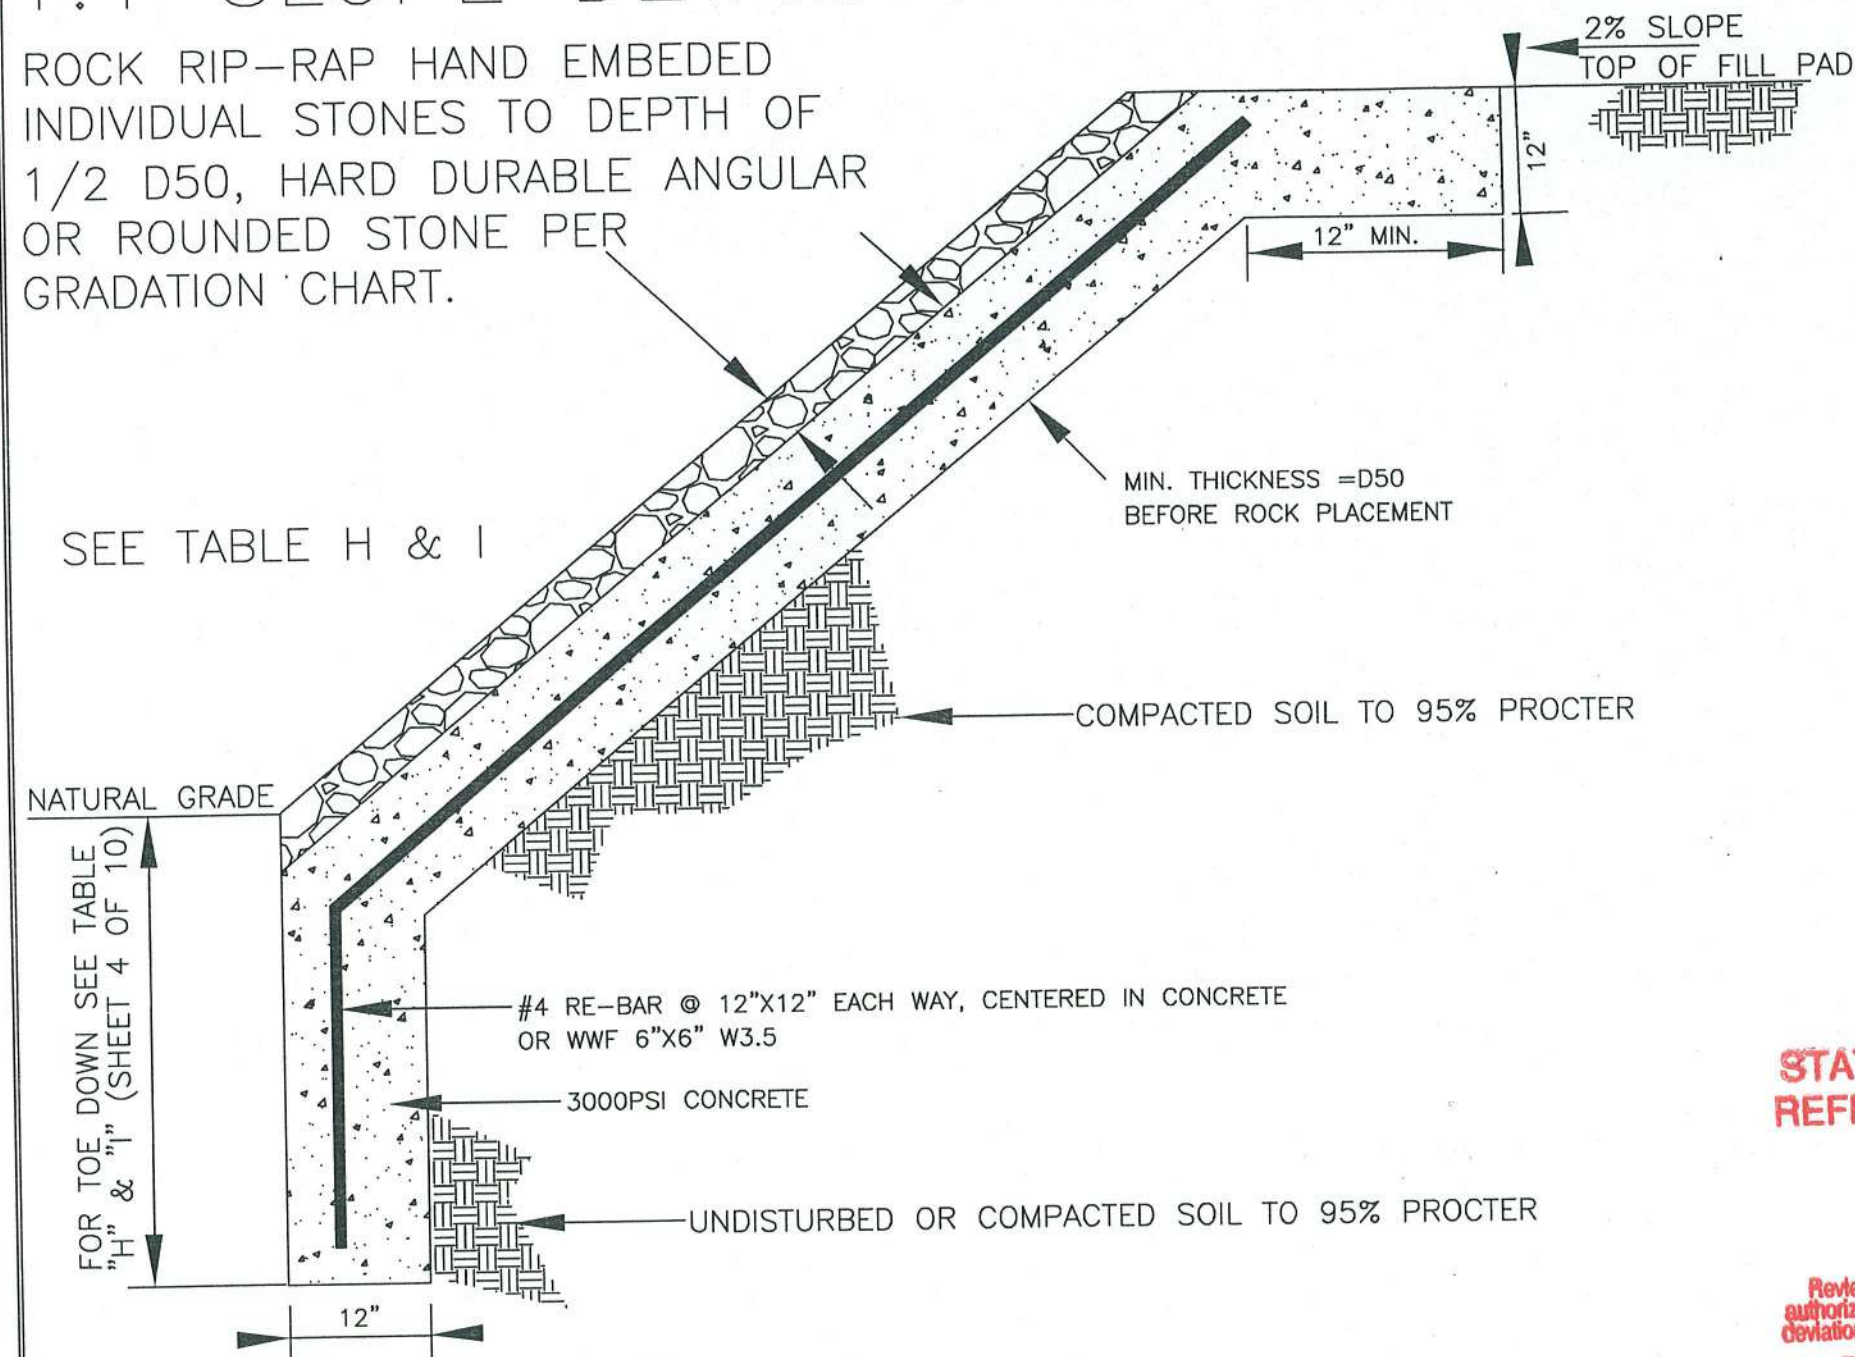 ROCK RIP-RAP HAND EMBEDED
INDIVIDUAL STONES TO DEPTH OF
1/2 D50, HARD DURABLE ANGULAR
OR ROUNDED STONE PER
GRADATION CHART.
2% SLOPE
TOP OF FILL PAD
12"
12" MIN.
MIN. THICKNESS =D50
BEFORE ROCK PLACEMENT
SEE TABLE H & I
COMPACTED SOIL TO 95% PROCTER
NATURAL GRADE
FOR TOE DOWN SEE TABLE
"H" & "I" (SHEET 4 OF 10)
#4 RE-BAR @ 12"X12" EACH WAY, CENTERED IN CONCRETE
OR WWF 6"X6" W3.5
3000PSI CONCRETE
UNDISTURBED OR COMPACTED SOIL TO 95% PROCTER
12"